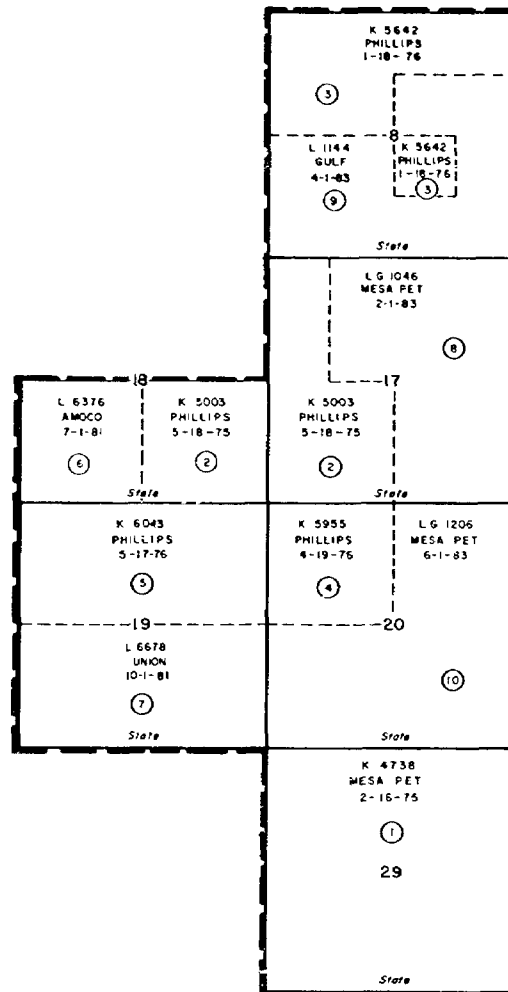 K 5642
PHILLIPS
1-18-76
3
8
L 1144
GULF
4-1-83
9
K 5642
PHILLIPS
1-18-76
3
State
L G 1046
MESA PET
2-1-83
8
18
17
L 6376
AMOCO
7-1-81
6
K 5003
PHILLIPS
5-18-75
2
K 5003
PHILLIPS
5-18-75
2
State
State
K 6043
PHILLIPS
5-17-76
5
K 5955
PHILLIPS
4-19-76
4
L G 1206
MESA PET
6-1-83
19
20
L 6678
UNION
10-1-81
7
10
State
State
K 4738
MESA PET
2-16-75
1
29
State